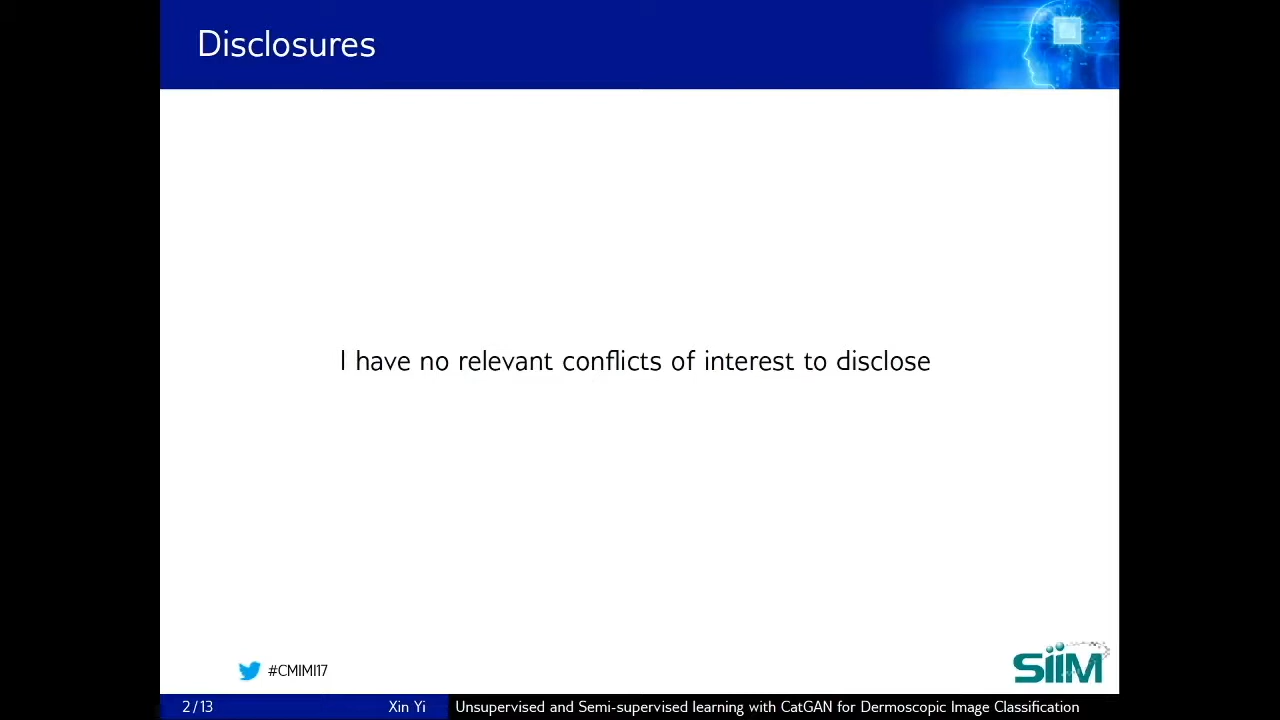 Disclosures
I have no relevant conflicts of interest to disclose
#CMIMI17
SiiM
2/13
Xin Yi
Unsupervised and Semi-supervised learning with CatGAN for Dermoscopic Image Classification